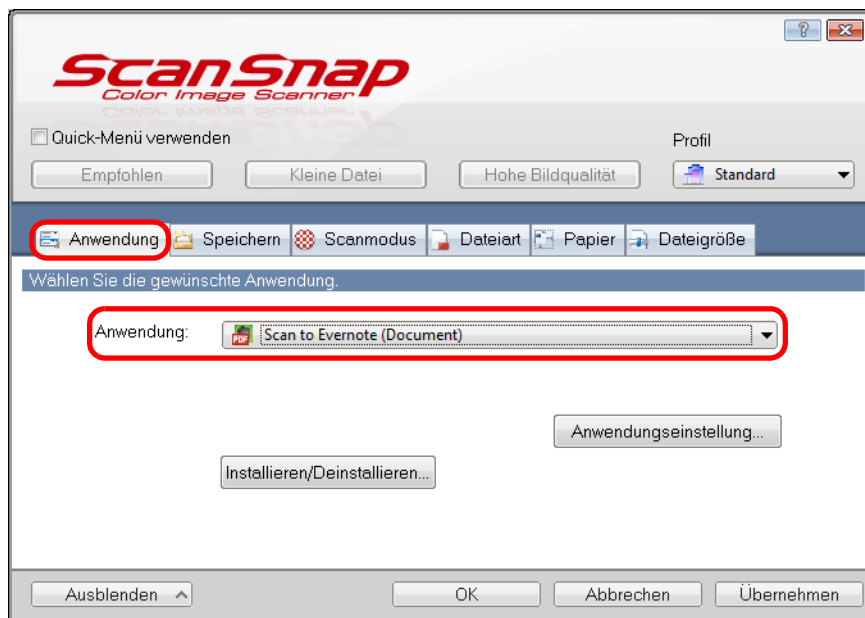 ScanSnap
Color Image Scanner
Quick-Menü verwenden
Profil
Empfohlen Kleine Datei Hohe Bildqualität Standard
Anwendung Speichern Scanmodus Dateiart Papier Dateigröße
Wählen Sie die gewünschte Anwendung.
Anwendung: PDF Scan to Evernote (Document)
Anwendungseinstellung...
Installieren/Deinstallieren...
Ausblenden OK Abbrechen Übernehmen